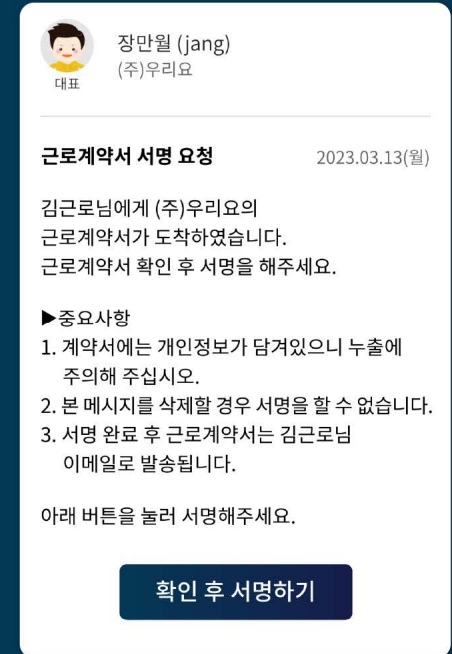 장만월 (jang)
(주)우리요
대표
근로계약서 서명 요청
2023.03.13(월)
김근로님에게 (주)우리요의
근로계약서가 도착하였습니다.
근로계약서 확인 후 서명을 해주세요.
▶중요사항
1. 계약서에는 개인정보가 담겨있으니 누출에
주의해 주십시오.
2. 본 메시지를 삭제할 경우 서명을 할 수 없습니다.
3. 서명 완료 후 근로계약서는 김근로님
이메일로 발송됩니다.
아래 버튼을 눌러 서명해주세요.
확인 후 서명하기